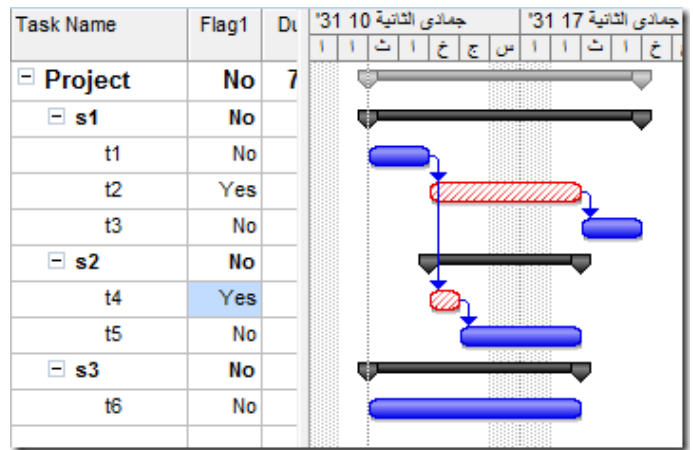 Task Name Flag1 Du جمادى الثانية 10 '31 جمادى الثانية 17 '31
ا ا ث ا خ ج س ا ا ث ا خ
Project No 7
s1 No
t1 No
t2 Yes
t3 No
s2 No
t4 Yes
t5 No
s3 No
t6 No